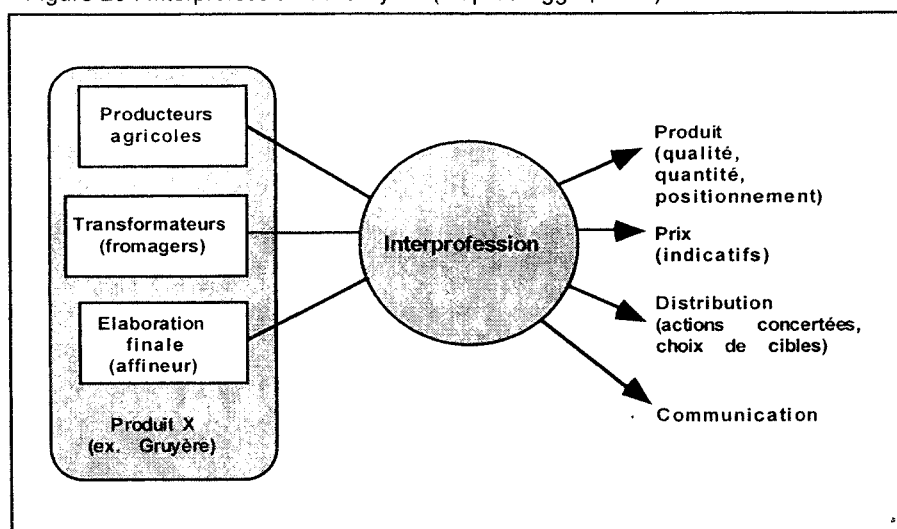 Producteurs
agricoles
Transformateurs
(fromagers)
Elaboration
finale
(affineur)
Produit X
(ex. Gruyère)
Interprofession
Produit
(qualité,
quantité,
positionnement)
Prix
(indicatifs)
Distribution
(actions concertées,
choix de cibles)
Communication